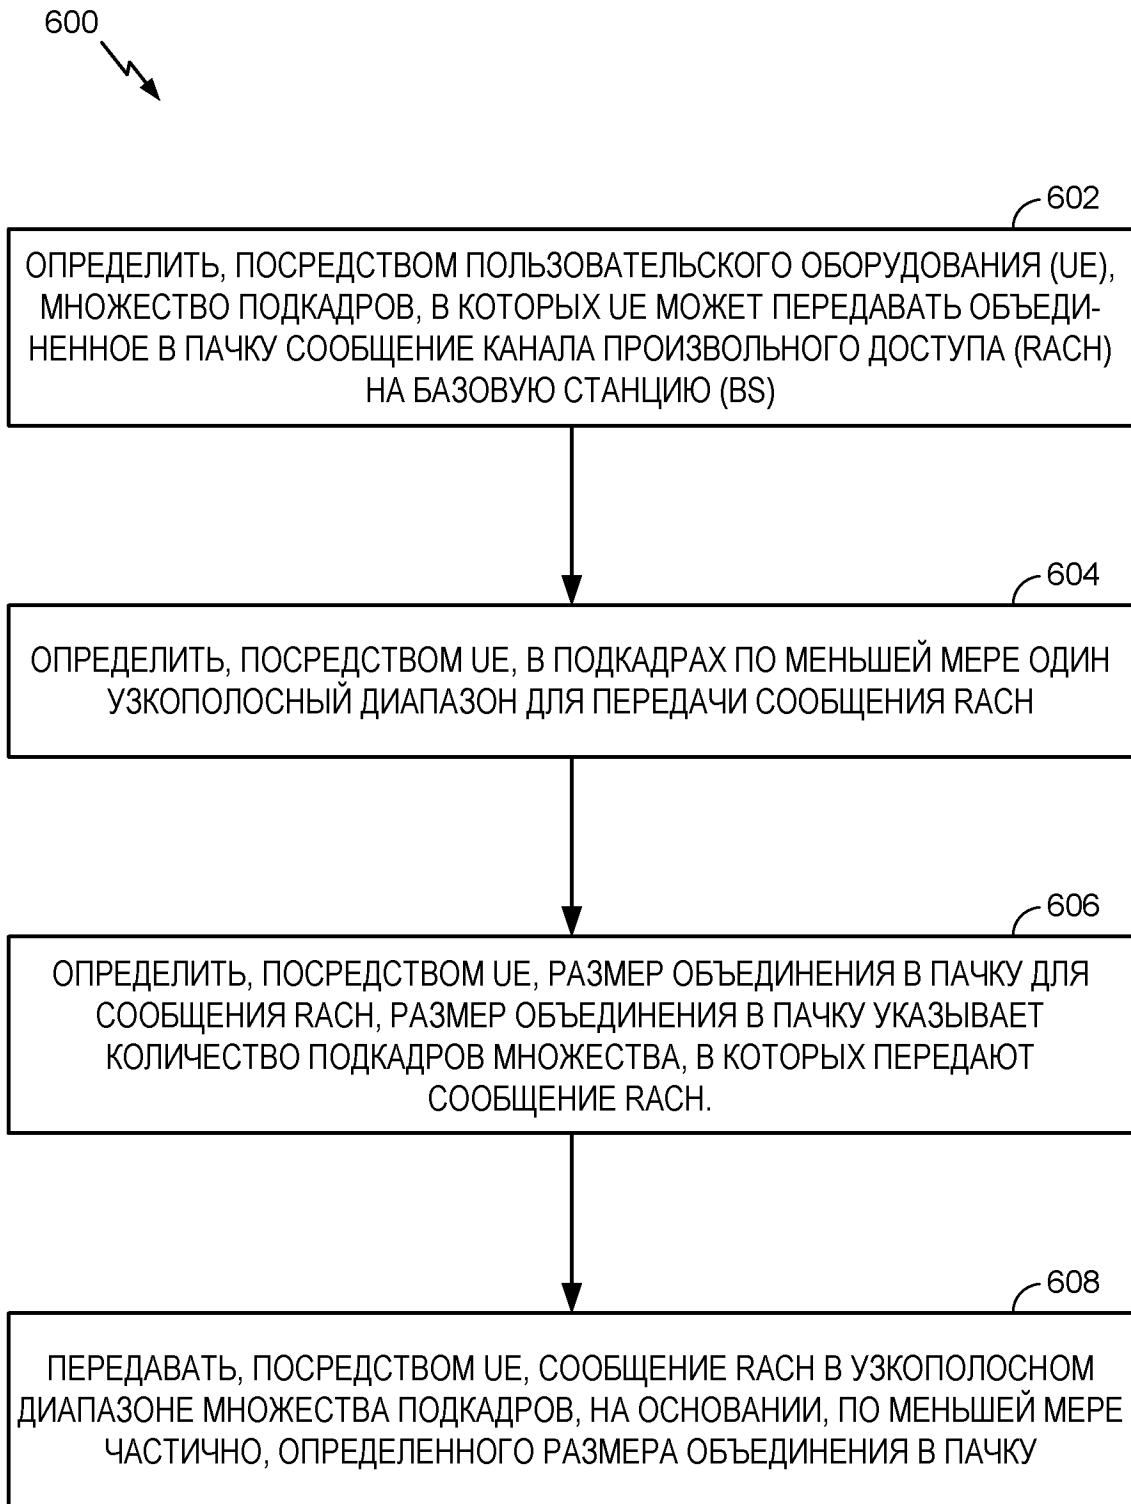 600
602
ОПРЕДЕЛИТЬ, ПОСРЕДСТВОМ ПОЛЬЗОВАТЕЛЬСКОГО ОБОРУДОВАНИЯ (UE),
МНОЖЕСТВО ПОДКАДРОВ, В КОТОРЫХ UE МОЖЕТ ПЕРЕДАВАТЬ ОБЪЕДИ-
НЕННОЕ В ПАЧКУ СООБЩЕНИЕ КАНАЛА ПРОИЗВОЛЬНОГО ДОСТУПА (RACH)
НА БАЗОВУЮ СТАНЦИЮ (BS)
604
ОПРЕДЕЛИТЬ, ПОСРЕДСТВОМ UE, В ПОДКАДРАХ ПО МЕНЬШЕЙ МЕРЕ ОДИН
УЗКОПОЛОСНЫЙ ДИАПАЗОН ДЛЯ ПЕРЕДАЧИ СООБЩЕНИЯ RACH
606
ОПРЕДЕЛИТЬ, ПОСРЕДСТВОМ UE, РАЗМЕР ОБЪЕДИНЕНИЯ В ПАЧКУ ДЛЯ
СООБЩЕНИЯ RACH, РАЗМЕР ОБЪЕДИНЕНИЯ В ПАЧКУ УКАЗЫВАЕТ
КОЛИЧЕСТВО ПОДКАДРОВ МНОЖЕСТВА, В КОТОРЫХ ПЕРЕДАЮТ
СООБЩЕНИЕ RACH.
608
ПЕРЕДАВАТЬ, ПОСРЕДСТВОМ UE, СООБЩЕНИЕ RACH В УЗКОПОЛОСНОМ
ДИАПАЗОНЕ МНОЖЕСТВА ПОДКАДРОВ, НА ОСНОВАНИИ, ПО МЕНЬШЕЙ МЕРЕ
ЧАСТИЧНО, ОПРЕДЕЛЕННОГО РАЗМЕРА ОБЪЕДИНЕНИЯ В ПАЧКУ